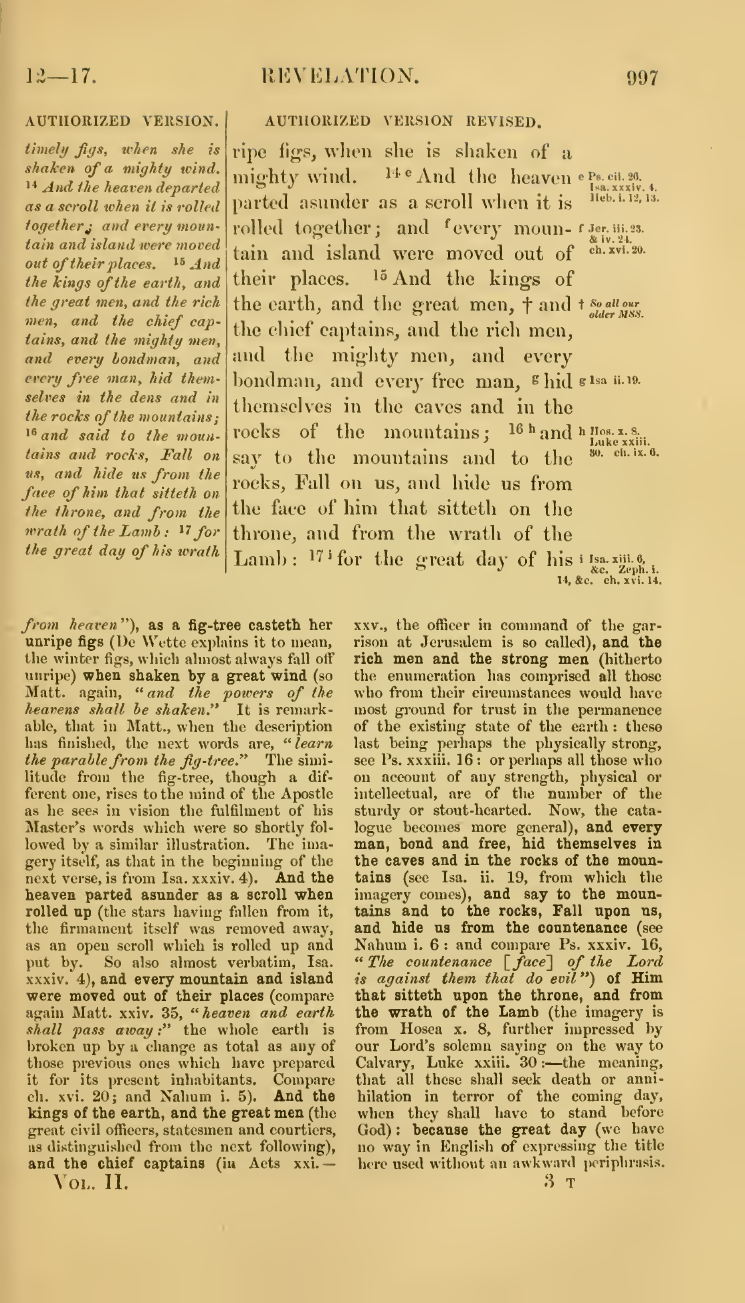 12—17.
REVELATION.
997
AUTHORIZED VERSION.
timely figs, when she is
shaken of a mighty wind.
14 And the heaven departed
as a scroll when it is rolled
together; and every moun-
tain and island were moved
out of their places. 15 And
the kings of the earth, and
the great men, and the rich
men, and the chief cap-
tains, and the mighty men,
and every bondman, and
every free man, hid them-
selves in the dens and in
the rocks of the mountains;
16 and said to the moun-
tains and rocks, Fall on
us, and hide us from the
face of him that sitteth on
the throne, and from the
wrath of the Lamb: 17 for
the great day of his wrath
AUTHORIZED VERSION REVISED.
ripe figs, when she is shaken of a
mighty wind. 14 e And the heaven
parted asunder as a scroll when it is
rolled together; and f every moun-
tain and island were moved out of
their places. 15 And the kings of
the earth, and the great men, † and
the chief captains, and the rich men,
and the mighty men, and every
bondman, and every free man, g hid
themselves in the caves and in the
rocks of the mountains; 16 h and
say to the mountains and to the
rocks, Fall on us, and hide us from
the face of him that sitteth on the
throne, and from the wrath of the
Lamb: 17 i for the great day of his
e Ps. cii. 26.
Isa. xxxiv. 4.
Heb. i. 12, 13.
f Jer. iii. 23.
& iv. 24.
ch. xvi. 20.
† So all our
older MSS.
g Isa ii. 19.
h Hos. x. 8.
Luke xxiii.
30. ch. ix. 6.
i Isa. xiii. 6,
&c. Zeph. i.
14, &c. ch. xvi. 14.
from heaven"), as a fig-tree casteth her
unripe figs (De Wette explains it to mean,
the winter figs, which almost always fall off
unripe) when shaken by a great wind (so
Matt. again, "and the powers of the
heavens shall be shaken." It is remark-
able, that in Matt., when the description
has finished, the next words are, "learn
the parable from the fig-tree." The simi-
litude from the fig-tree, though a dif-
ferent one, rises to the mind of the Apostle
as he sees in vision the fulfilment of his
Master's words which were so shortly fol-
lowed by a similar illustration. The ima-
gery itself, as that in the beginning of the
next verse, is from Isa. xxxiv. 4). And the
heaven parted asunder as a scroll when
rolled up (the stars having fallen from it,
the firmament itself was removed away,
as an open scroll which is rolled up and
put by. So also almost verbatim, Isa.
xxxiv. 4), and every mountain and island
were moved out of their places (compare
again Matt. xxiv. 35, "heaven and earth
shall pass away:" the whole earth is
broken up by a change as total as any of
those previous ones which have prepared
it for its present inhabitants. Compare
ch. xvi. 20; and Nahum i. 5). And the
kings of the earth, and the great men (the
great civil officers, statesmen and courtiers,
as distinguished from the next following),
and the chief captains (in Acts xxi.—
xxv., the officer in command of the gar-
rison at Jerusalem is so called), and the
rich men and the strong men (hitherto
the enumeration has comprised all those
who from their circumstances would have
most ground for trust in the permanence
of the existing state of the earth: these
last being perhaps the physically strong,
see Ps. xxxiii. 16: or perhaps all those who
on account of any strength, physical or
intellectual, are of the number of the
sturdy or stout-hearted. Now, the cata-
logue becomes more general), and every
man, bond and free, hid themselves in
the caves and in the rocks of the moun-
tains (see Isa. ii. 19, from which the
imagery comes), and say to the moun-
tains and to the rocks, Fall upon us,
and hide us from the countenance (see
Nahum i. 6: and compare Ps. xxxiv. 16,
"The countenance [face] of the Lord
is against them that do evil") of Him
that sitteth upon the throne, and from
the wrath of the Lamb (the imagery is
from Hosea x. 8, further impressed by
our Lord's solemn saying on the way to
Calvary, Luke xxiii. 30:—the meaning,
that all these shall seek death or anni-
hilation in terror of the coming day,
when they shall have to stand before
God): because the great day (we have
no way in English of expressing the title
here used without an awkward periphrasis.
VOL. II.
3 T